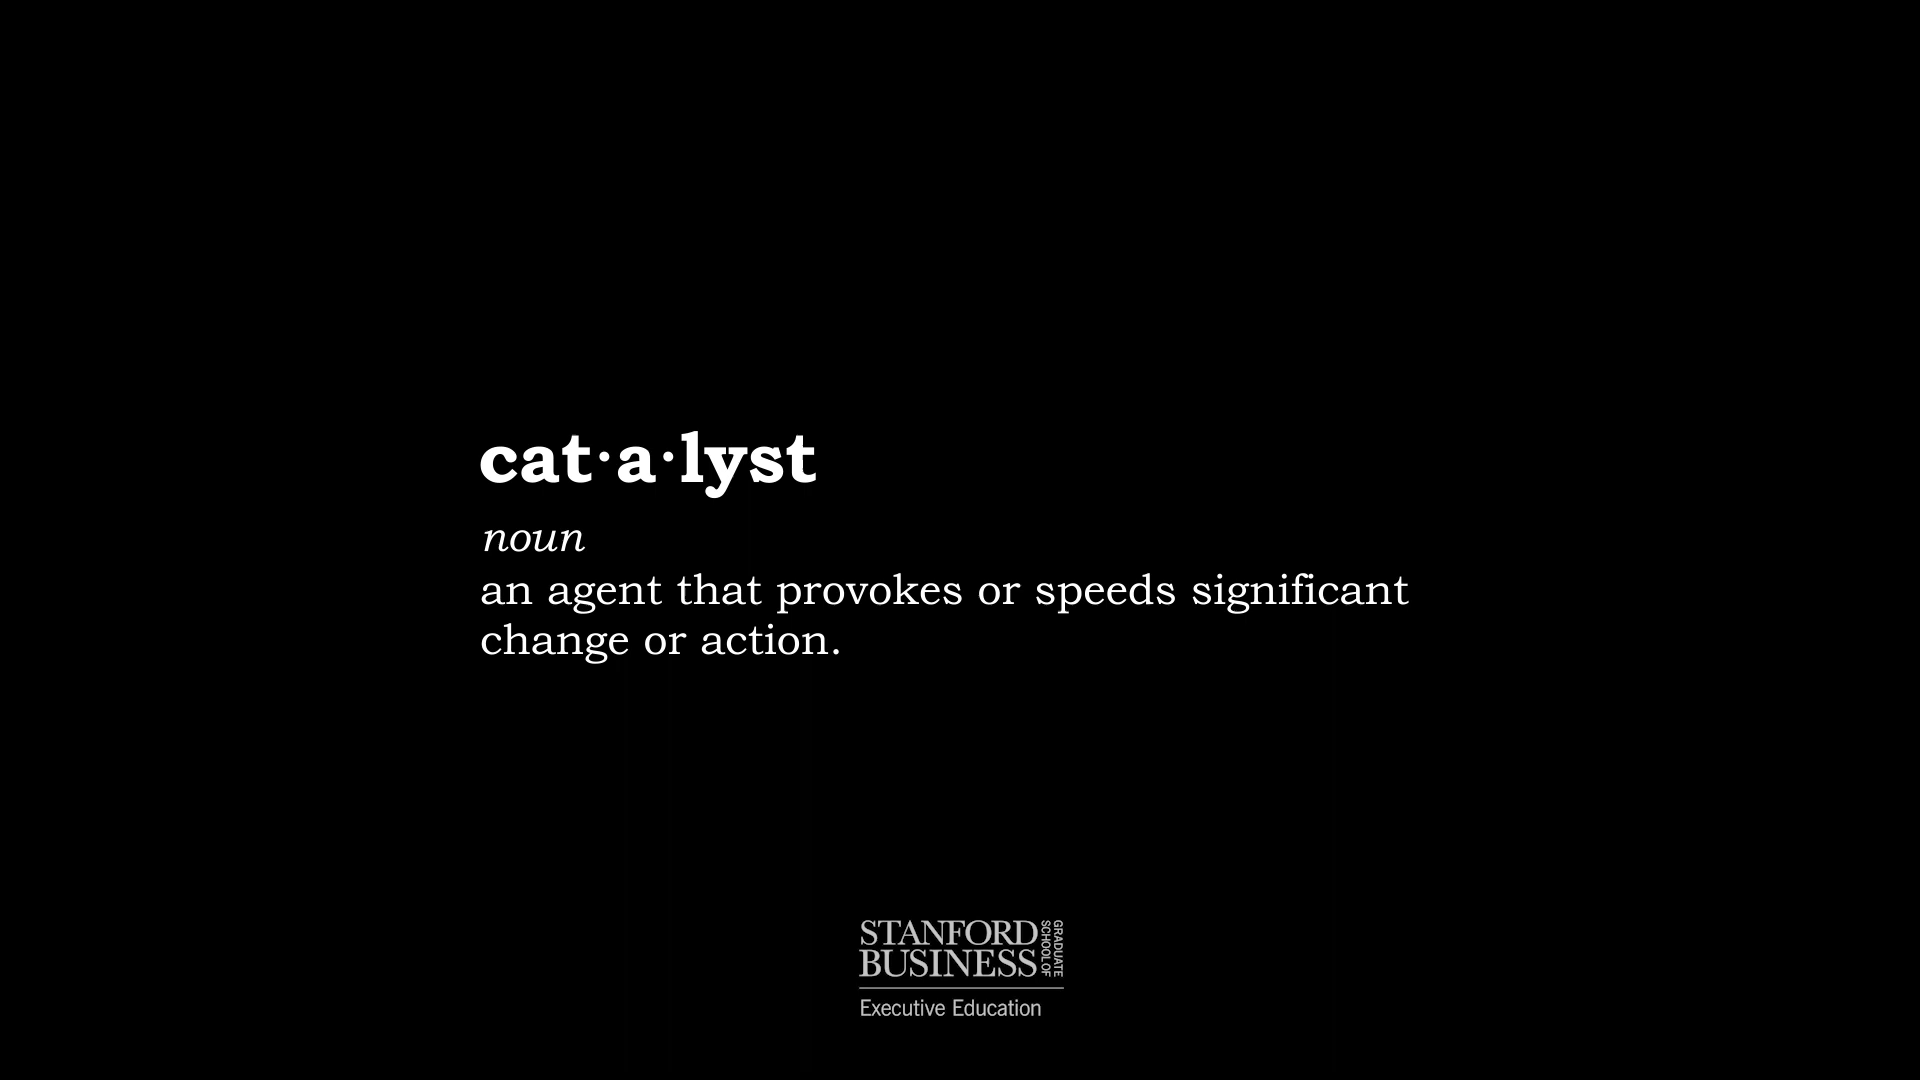 cat·a·lyst
noun
an agent that provokes or speeds significant
change or action.
STANFORD
BUSINESS
GRADUATE
SCHOOL OF
Executive Education